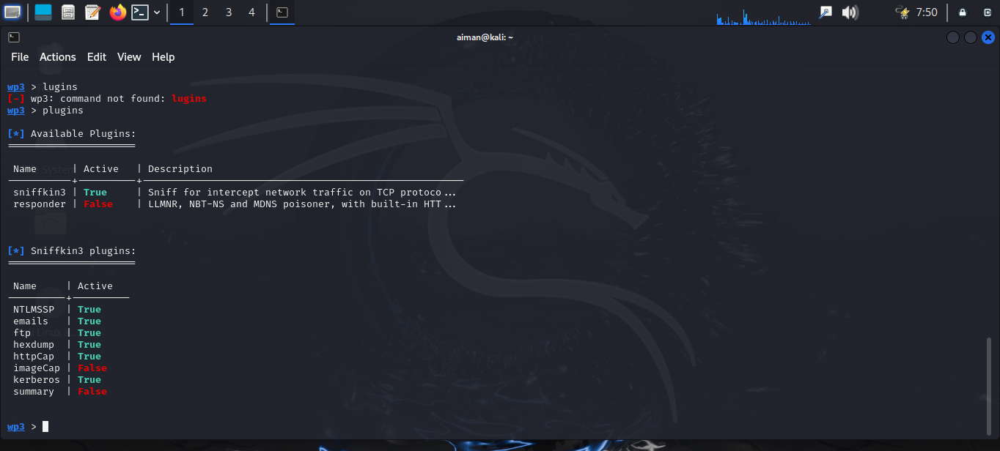 1 2 3 4 7:50
aiman@kali: ~
File Actions Edit View Help
wp3 > lugins
[-] wp3: command not found: lugins
wp3 > plugins
[*] Available Plugins:
Name | Active | Description
sniffkin3 | True | Sniff for intercept network traffic on TCP protoco...
responder | False | LLMNR, NBT-NS and MDNS poisoner, with built-in HTT...
[*] Sniffkin3 plugins:
Name | Active
NTLMSSP | True
emails | True
ftp | True
hexdump | True
httpCap | True
imageCap | False
kerberos | True
summary | False
wp3 >